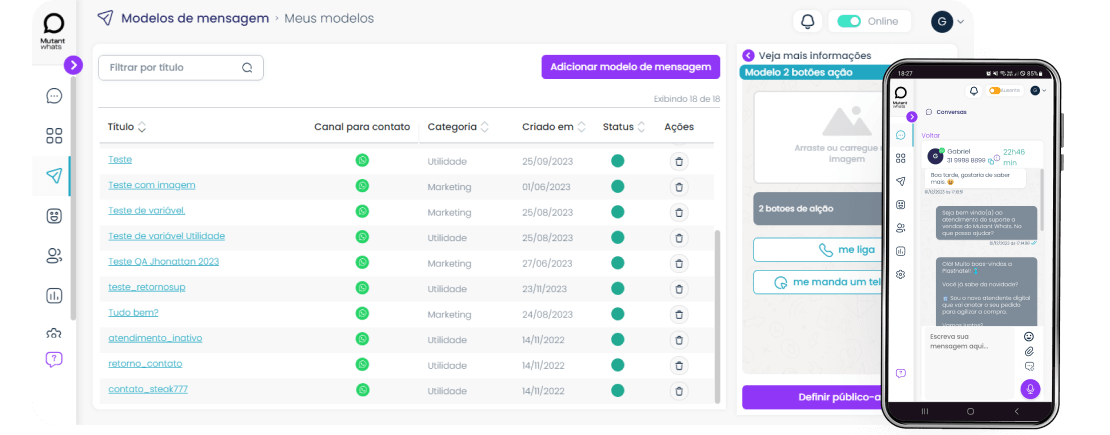 Mutant
whats
Modelos de mensagem > Meus modelos
Online
G
Filtrar por título
Adicionar modelo de mensagem
Exibindo 18 de 18
Título Canal para contato Categoria Criado em Status Ações
Teste Utilidade 25/09/2023
Teste com imagem Marketing 01/06/2023
Teste de variável. Marketing 25/08/2023
Teste de variável Utilidade Utilidade 25/08/2023
Teste QA Jhonattan 2023 Marketing 27/06/2023
teste_retornosup Utilidade 23/11/2023
Tudo bem? Marketing 24/08/2023
atendimento_inativo Utilidade 14/11/2022
retorno_contato Utilidade 14/11/2022
contato_steak777 Utilidade 14/11/2022
Veja mais informações
Modelo 2 botões ação
Arraste ou carregue
Imagem
2 botoes de alção
me liga
me manda um tel
Definir público-a
18:27
85%
Mutant
whats
Ausente
G
Conversas
Voltar
G
Gabriel
31 9998 8899
22h46
min
Boa tarde, gostaria de saber
mais.
Seja bem vindo(a) ao
atendimento de suporte a
vendas do Mutant Whats. No
que posso ajudar?
Olá! Muito boas-vindas a
Você já sabe da novidade?
Sou o novo atendente digital
que vai anotar o seu pedido
para agilizar a compra.
Escreva sua
mensagem aqui...